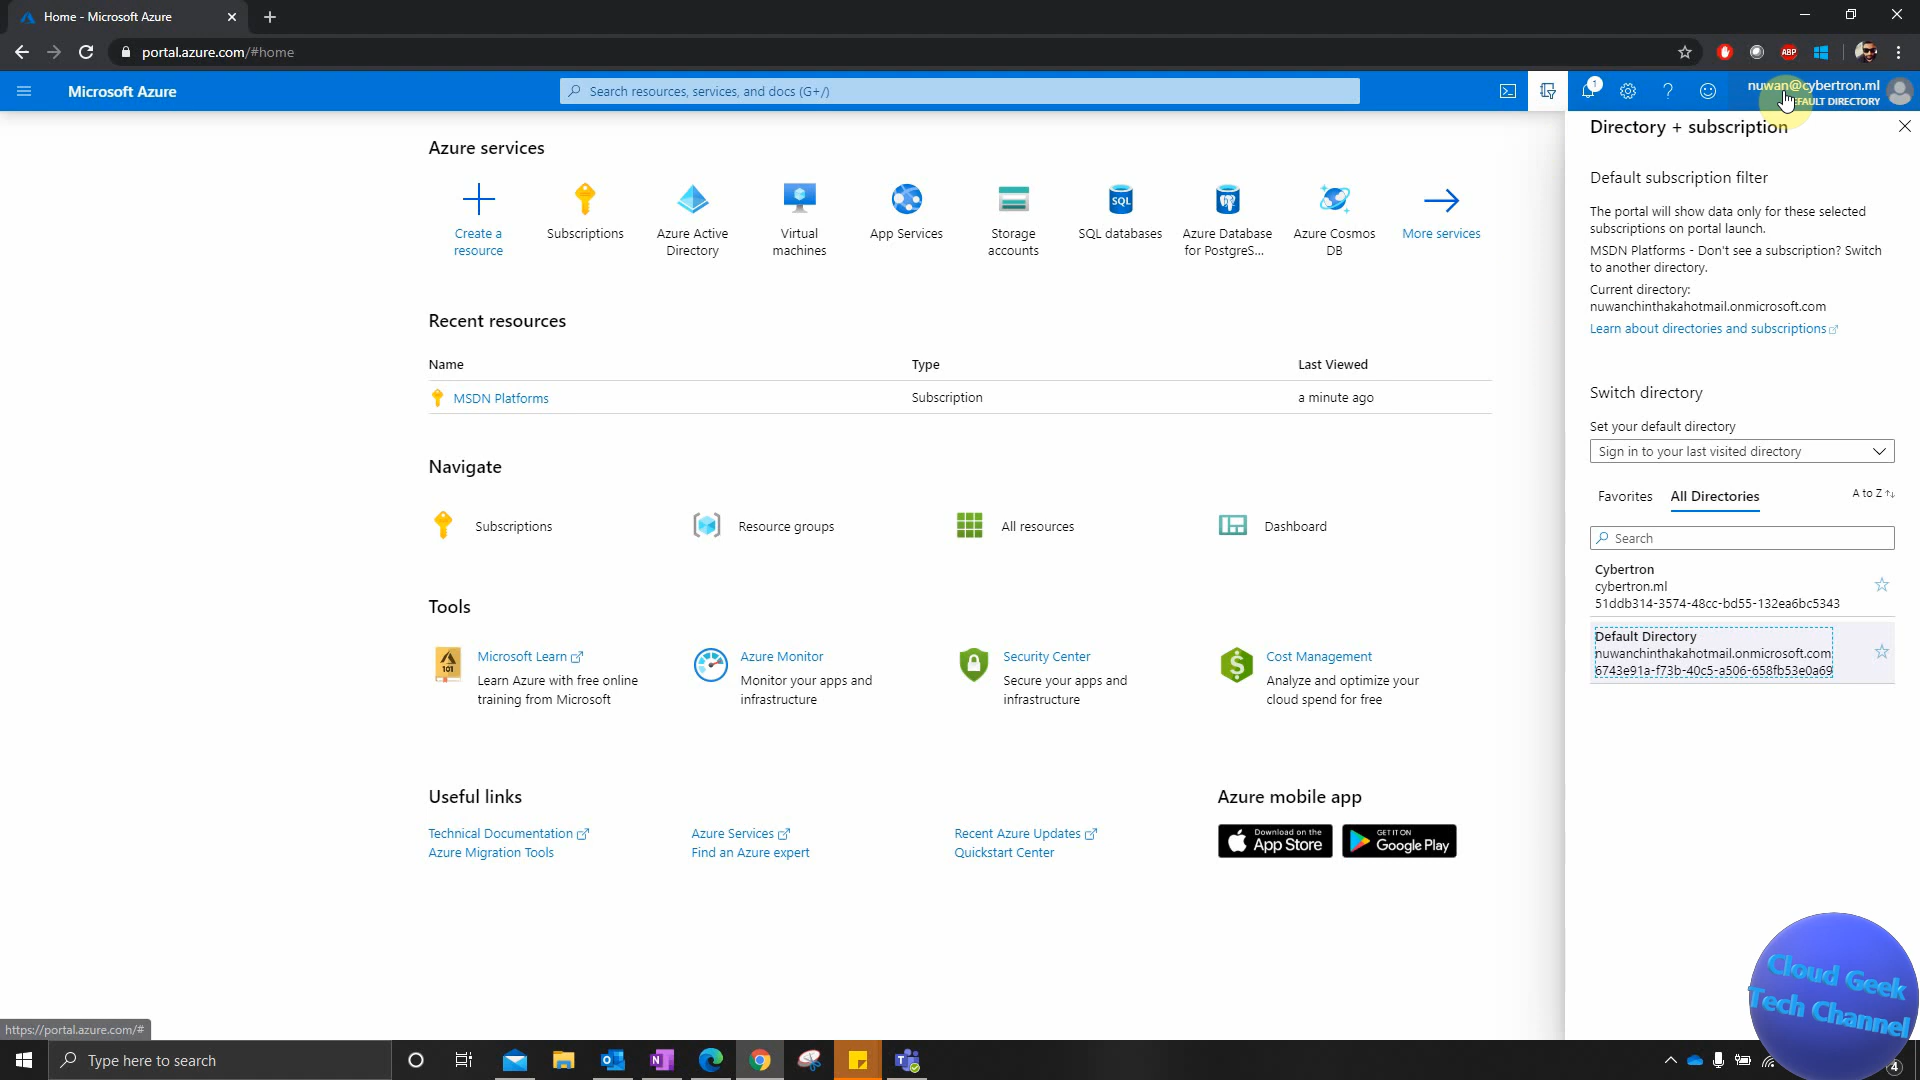 Home - Microsoft Azure
portal.azure.com/#home
ABP
Microsoft Azure
Search resources, services, and docs (G+/)
1
nuwan@cybertron.ml
EFAULT DIRECTORY
Directory + subscription
Default subscription filter
The portal will show data only for these selected
subscriptions on portal launch.
MSDN Platforms - Don't see a subscription? Switch
to another directory.
Current directory:
nuwanchinthakahotmail.onmicrosoft.com
Learn about directories and subscriptions
Switch directory
Set your default directory
Sign in to your last visited directory
Favorites
All Directories
A to Z
Search
Cybertron
cybertron.ml
51ddb314-3574-48cc-bd55-132ea6bc5343
Default Directory
nuwanchinthakahotmail.onmicrosoft.com
6743e91a-f73b-40c5-a506-658fb53e0a69
Azure services
Create a
resource
Subscriptions
Azure Active
Directory
Virtual
machines
App Services
Storage
accounts
SQL
SQL databases
Azure Database
for PostgreS...
Azure Cosmos
DB
More services
Recent resources
Name
Type
Last Viewed
MSDN Platforms
Subscription
a minute ago
Navigate
Subscriptions
Resource groups
All resources
Dashboard
Tools
101
Microsoft Learn
Learn Azure with free online
training from Microsoft
Azure Monitor
Monitor your apps and
infrastructure
Security Center
Secure your apps and
infrastructure
Cost Management
Analyze and optimize your
cloud spend for free
Useful links
Technical Documentation
Azure Migration Tools
Azure Services
Find an Azure expert
Recent Azure Updates
Quickstart Center
Azure mobile app
Download on the
App Store
GET IT ON
Google Play
Cloud Geek
Tech Channel
https://portal.azure.com/#
Type here to search
4